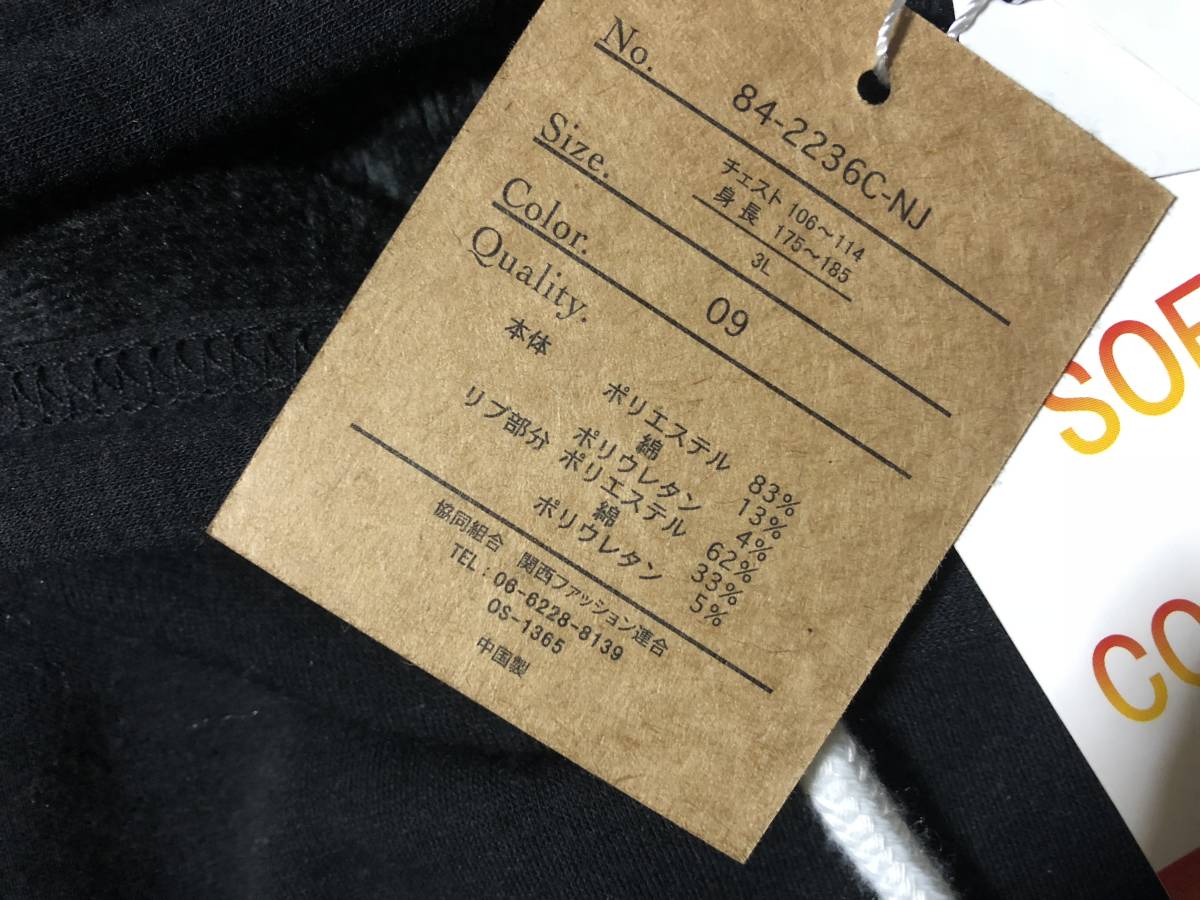 No. 84-2236C-NJ
Size. チェスト 106～114
身長 175～185
3L
Color. 09
Quality.
本体 ポリエステル 83%
綿 13%
ポリウレタン 4%
リブ部分 ポリエステル 62%
綿 33%
ポリウレタン 5%
協同組合 関西ファッション連合
TEL:06-6228-8139
OS-1365
中国製